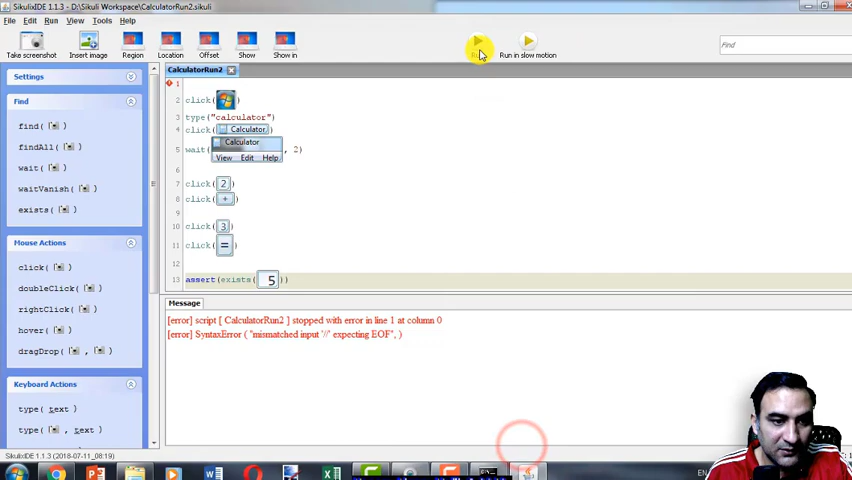 SikulixIDE 1.1.3 - D:\Sikuli Workspace\CalculatorRun2.sikuli
File Edit Run View Tools Help
Take screenshot Insert image Region Location Offset Show Show in Run in slow motion Find
CalculatorRun2
Settings
Find
find( )
findAll( )
wait( )
waitVanish( )
exists( )
Mouse Actions
click( )
doubleClick( )
rightClick( )
hover( )
dragDrop( , )
Keyboard Actions
type( text )
type( , text )
1
2 click( )
3 type("calculator")
4 click( Calculator )
Calculator
5 wait( , 2)
View Edit Help
6
7 click( 2 )
8 click( + )
9
10 click( 3 )
11 click( = )
12
13 assert(exists( 5 ))
Message
[error] script [ CalculatorRun2 ] stopped with error in line 1 at column 0
[error] SyntaxError ( "mismatched input '//' expecting EOF", )
SikulixIDE 1.1.3 (2018-07-11_08:19)
EN